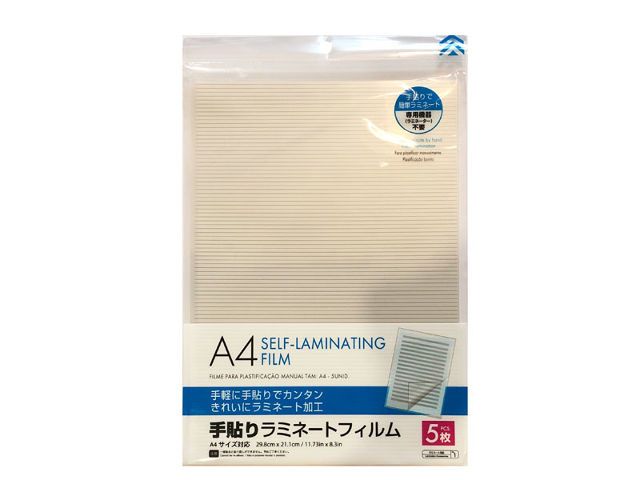 手貼りで
簡単ラミネート
専用機器
(ラミネーター)
不要
Para plastificar manualmente
A4 SELF-LAMINATING
FILM
FILME PARA PLASTIFICAÇÃO MANUAL TAM: A4 - 5UNID.
手軽に手貼りでカンタン
きれいにラミネート加工
手貼りラミネートフィルム
A4 サイズ対応 29.8cm x 21.1cm / 11.73in x 8.3in
PCS
5枚